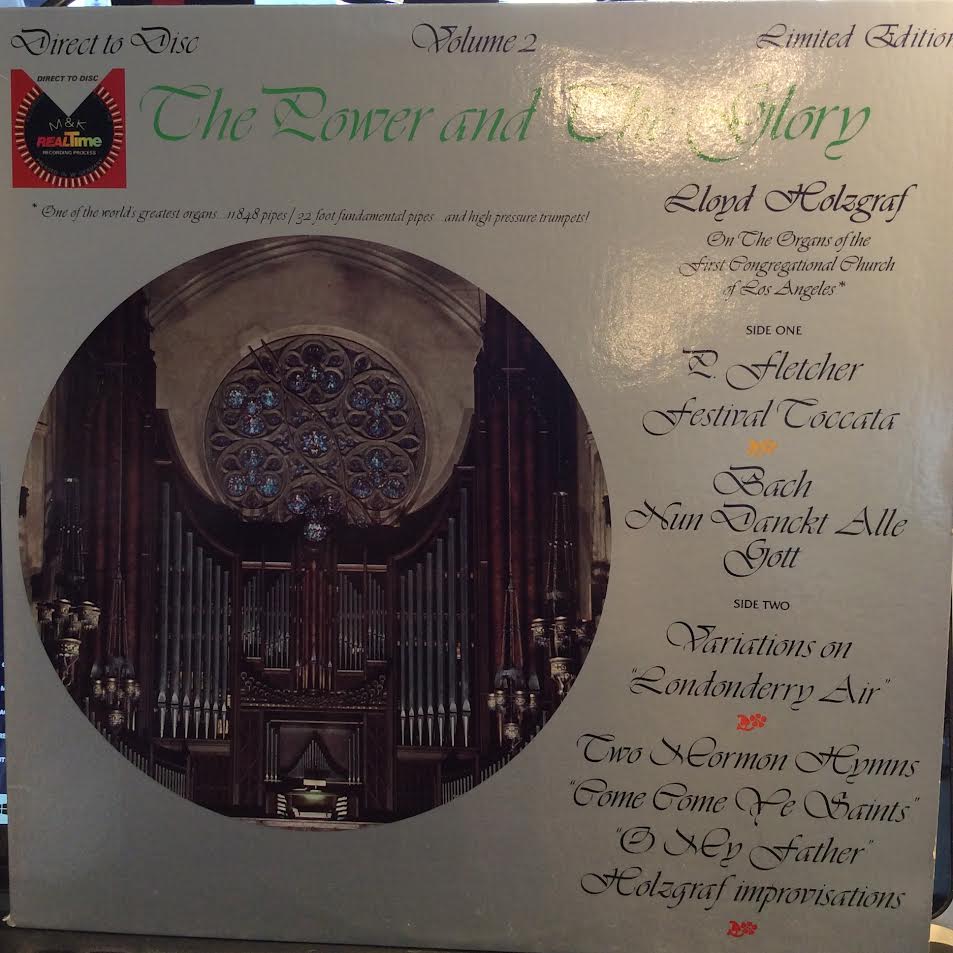 Direct to Disc
Volume 2
Limited Edition
DIRECT TO DISC
M&K
REALTime
RECORDING PROCESS
The Power and The Glory
* One of the world's greatest organs...11,848 pipes / 32 foot fundamental pipes...and high pressure trumpets!
Lloyd Holzgraf
On The Organs of the
First Congregational Church
of Los Angeles*
SIDE ONE
P. Fletcher
Festival Toccata
Bach
Nun Danckt Alle
Gott
SIDE TWO
Variations on
"Londonderry Air"
Two Mormon Hymns
"Come Come Ye Saints"
"O My Father"
Holzgraf improvisations